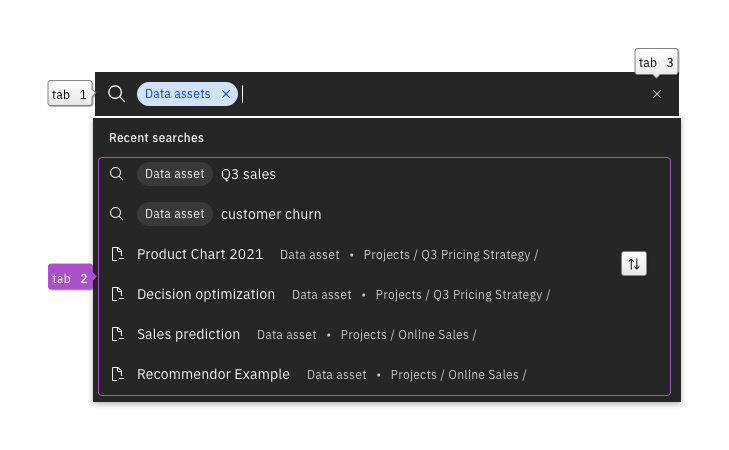 tab 3
tab 1
Data assets
Recent searches
Data asset Q3 sales
Data asset customer churn
Product Chart 2021 Data asset • Projects / Q3 Pricing Strategy /
tab 2
Decision optimization Data asset • Projects / Q3 Pricing Strategy /
Sales prediction Data asset • Projects / Online Sales /
Recommendor Example Data asset • Projects / Online Sales /